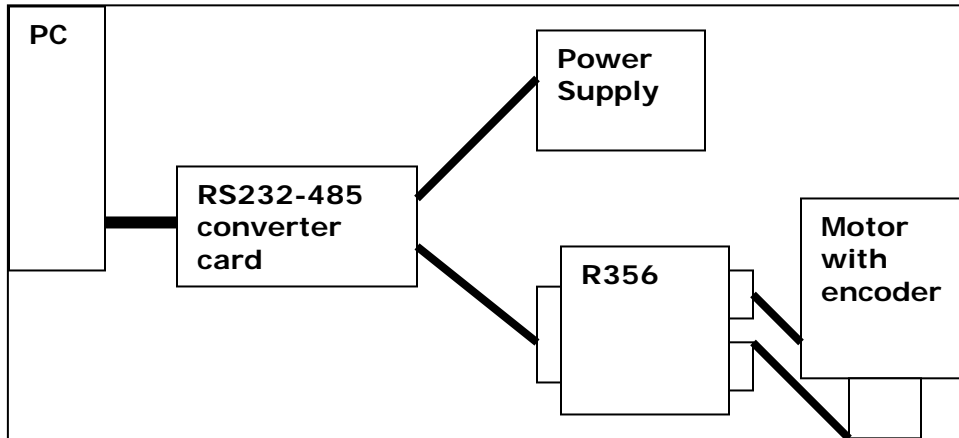 PC
Power
Supply
RS232-485
converter
card
R356
Motor
with
encoder